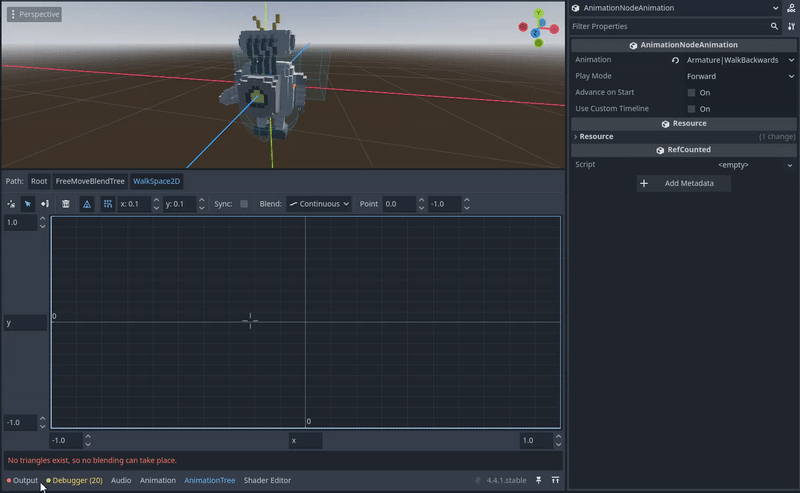 Perspective
Y
X
Z
Path: Root FreeMoveBlendTree WalkSpace2D
x: 0.1 y: 0.1 Sync: Blend: Continuous Point 0.0 -1.0
1.0
0
y
0
-1.0
-1.0 x 1.0
No triangles exist, so no blending can take place.
Output Debugger (20) Audio Animation AnimationTree Shader Editor 4.4.1.stable
AnimationNodeAnimation
Filter Properties
AnimationNodeAnimation
Animation Armature|WalkBackwards
Play Mode Forward
Advance on Start On
Use Custom Timeline On
Resource
Resource (1 change)
RefCounted
Script <empty>
Add Metadata